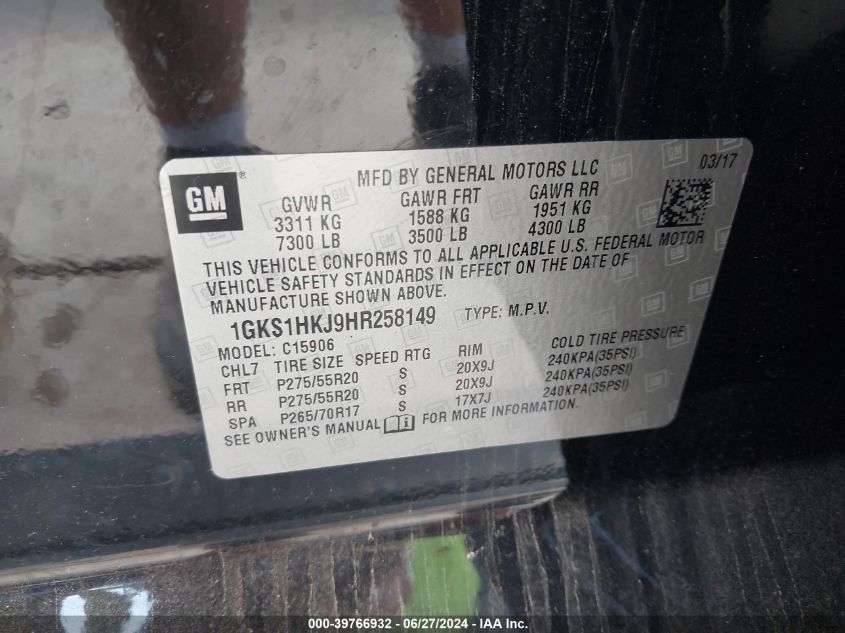 GM ®
MFD BY GENERAL MOTORS LLC 03/17
GVWR GAWR FRT GAWR RR
3311 KG 1588 KG 1951 KG
7300 LB 3500 LB 4300 LB
THIS VEHICLE CONFORMS TO ALL APPLICABLE U.S. FEDERAL MOTOR
VEHICLE SAFETY STANDARDS IN EFFECT ON THE DATE OF
MANUFACTURE SHOWN ABOVE.
1GKS1HKJ9HR258149 TYPE: M.P.V.
MODEL: C15906
CHL7 TIRE SIZE SPEED RTG RIM COLD TIRE PRESSURE
FRT P275/55R20 S 20X9J 240KPA(35PSI)
RR P275/55R20 S 20X9J 240KPA(35PSI)
SPA P265/70R17 S 17X7J 240KPA(35PSI)
SEE OWNER'S MANUAL FOR MORE INFORMATION.
000-39766932 - 06/27/2024 - IAAI.COM